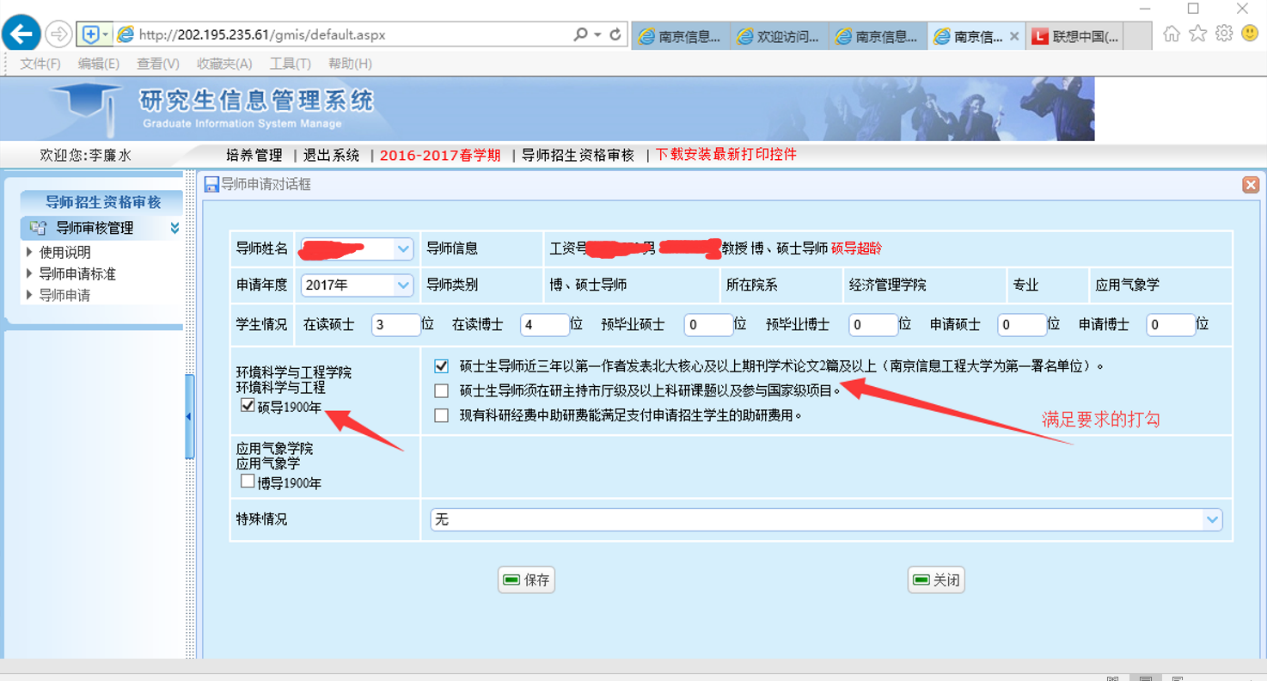 http://202.195.235.61/gmis/default.aspx
南京信息...
欢迎访问...
南京信息...
南京信...
联想中国(...
文件(F) 编辑(E) 查看(V) 收藏夹(A) 工具(T) 帮助(H)
研究生信息管理系统
Graduate Information System Manage
欢迎您:李廉水
培养管理 | 退出系统 | 2016-2017春学期 | 导师招生资格审核 | 下载安装最新打印控件
导师招生资格审核
导师审核管理
使用说明
导师申请标准
导师申请
导师申请对话框
导师姓名 导师信息 工资号 男 教授 博、硕士导师 硕导超龄
申请年度 2017年 导师类别 博、硕士导师 所在院系 经济管理学院 专业 应用气象学
学生情况 在读硕士 3 位 在读博士 4 位 预毕业硕士 0 位 预毕业博士 0 位 申请硕士 0 位 申请博士 0 位
环境科学与工程学院
环境科学与工程
硕导1900年
硕士生导师近三年以第一作者发表北大核心及以上期刊学术论文2篇及以上（南京信息工程大学为第一署名单位）。
硕士生导师须在研主持市厅级及以上科研课题以及参与国家级项目。
现有科研经费中助研费能满足支付申请招生学生的助研费用。
满足要求的打勾
应用气象学院
应用气象学
博导1900年
特殊情况 无
保存 关闭